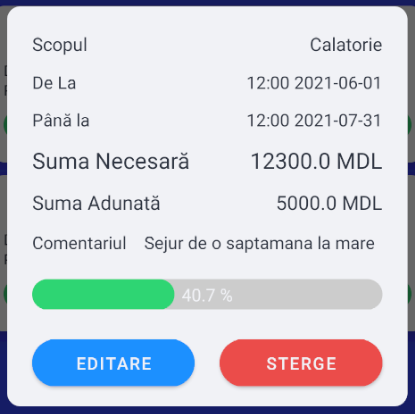 Scopul Calatorie
De La 12:00 2021-06-01
Până la 12:00 2021-07-31
Suma Necesară 12300.0 MDL
Suma Adunată 5000.0 MDL
Comentariul Sejur de o saptamana la mare
40.7 %
EDITARE STERGE